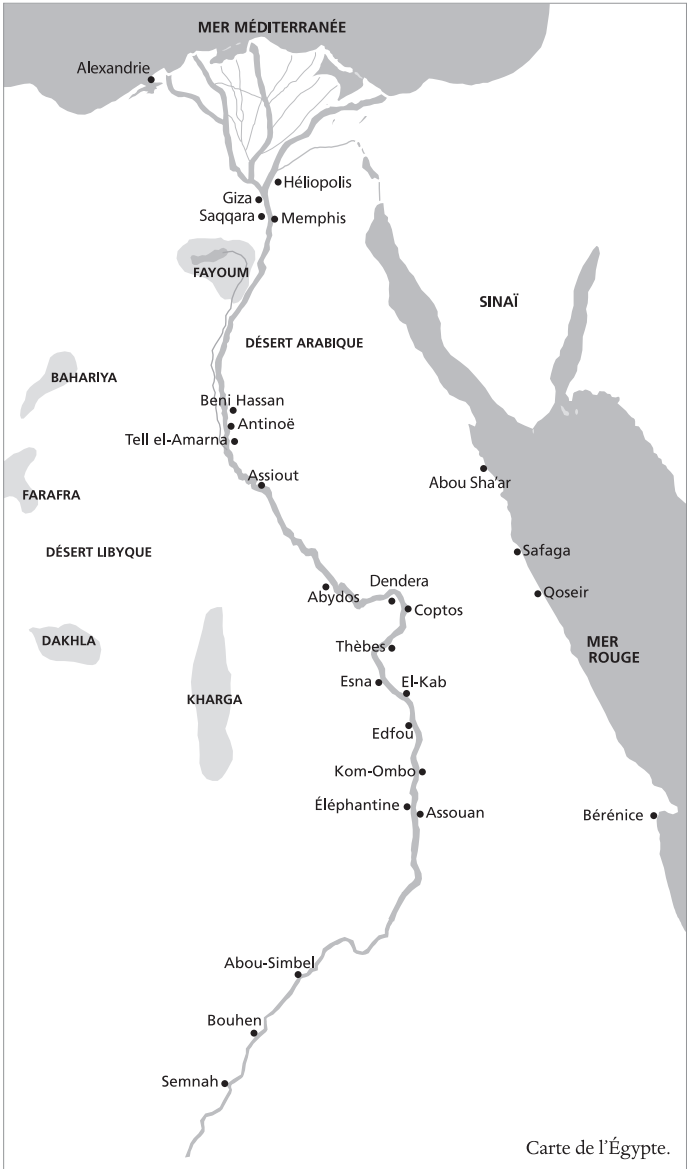 MER MÉDITERRANÉE
Alexandrie
Héliopolis
Giza
Saqqara
Memphis
FAYOUM
SINAÏ
DÉSERT ARABIQUE
BAHARIYA
Beni Hassan
Antinoë
Tell el-Amarna
Assiout
Abou Sha'ar
FARAFRA
DÉSERT LIBYQUE
Safaga
Dendera
Abydos
Qoseir
Coptos
DAKHLA
Thèbes
MER
ROUGE
Esna
El-Kab
KHARGA
Edfou
Kom-Ombo
Éléphantine
Assouan
Bérénice
Abou-Simbel
Bouhen
Semnah
Carte de l'Égypte.